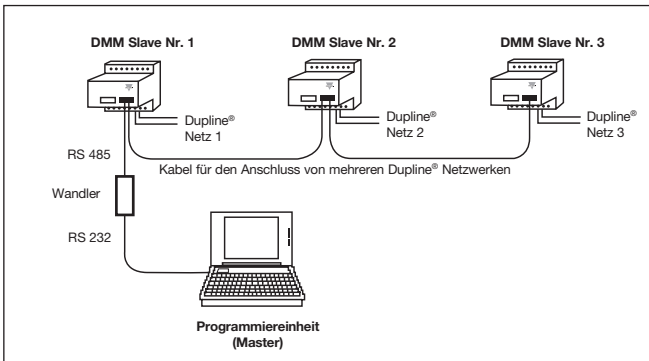 DMM Slave Nr. 1
DMM Slave Nr. 2
DMM Slave Nr. 3
Dupline®
Netz 1
Dupline®
Netz 2
Dupline®
Netz 3
RS 485
Kabel für den Anschluss von mehreren Dupline® Netzwerken
Wandler
RS 232
Programmiereinheit
(Master)